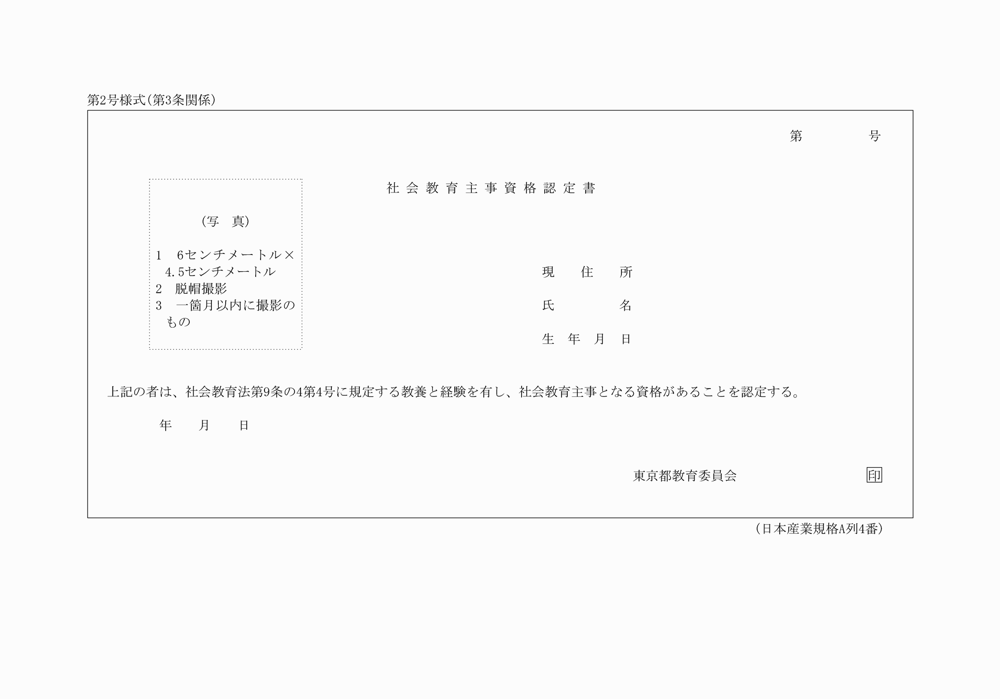 第2号様式(第3条関係)
第　　　　　号
社会教育主事資格認定書
(写　真)
1　6センチメートル×
4.5センチメートル
2　脱帽撮影
3　一箇月以内に撮影の
もの
現　　住　　所
氏　　　　　名
生　年　月　日
上記の者は、社会教育法第9条の4第4号に規定する教養と経験を有し、社会教育主事となる資格があることを認定する。
年　　月　　日
東京都教育委員会　　　　　　　　　　印
(日本産業規格A列4番)